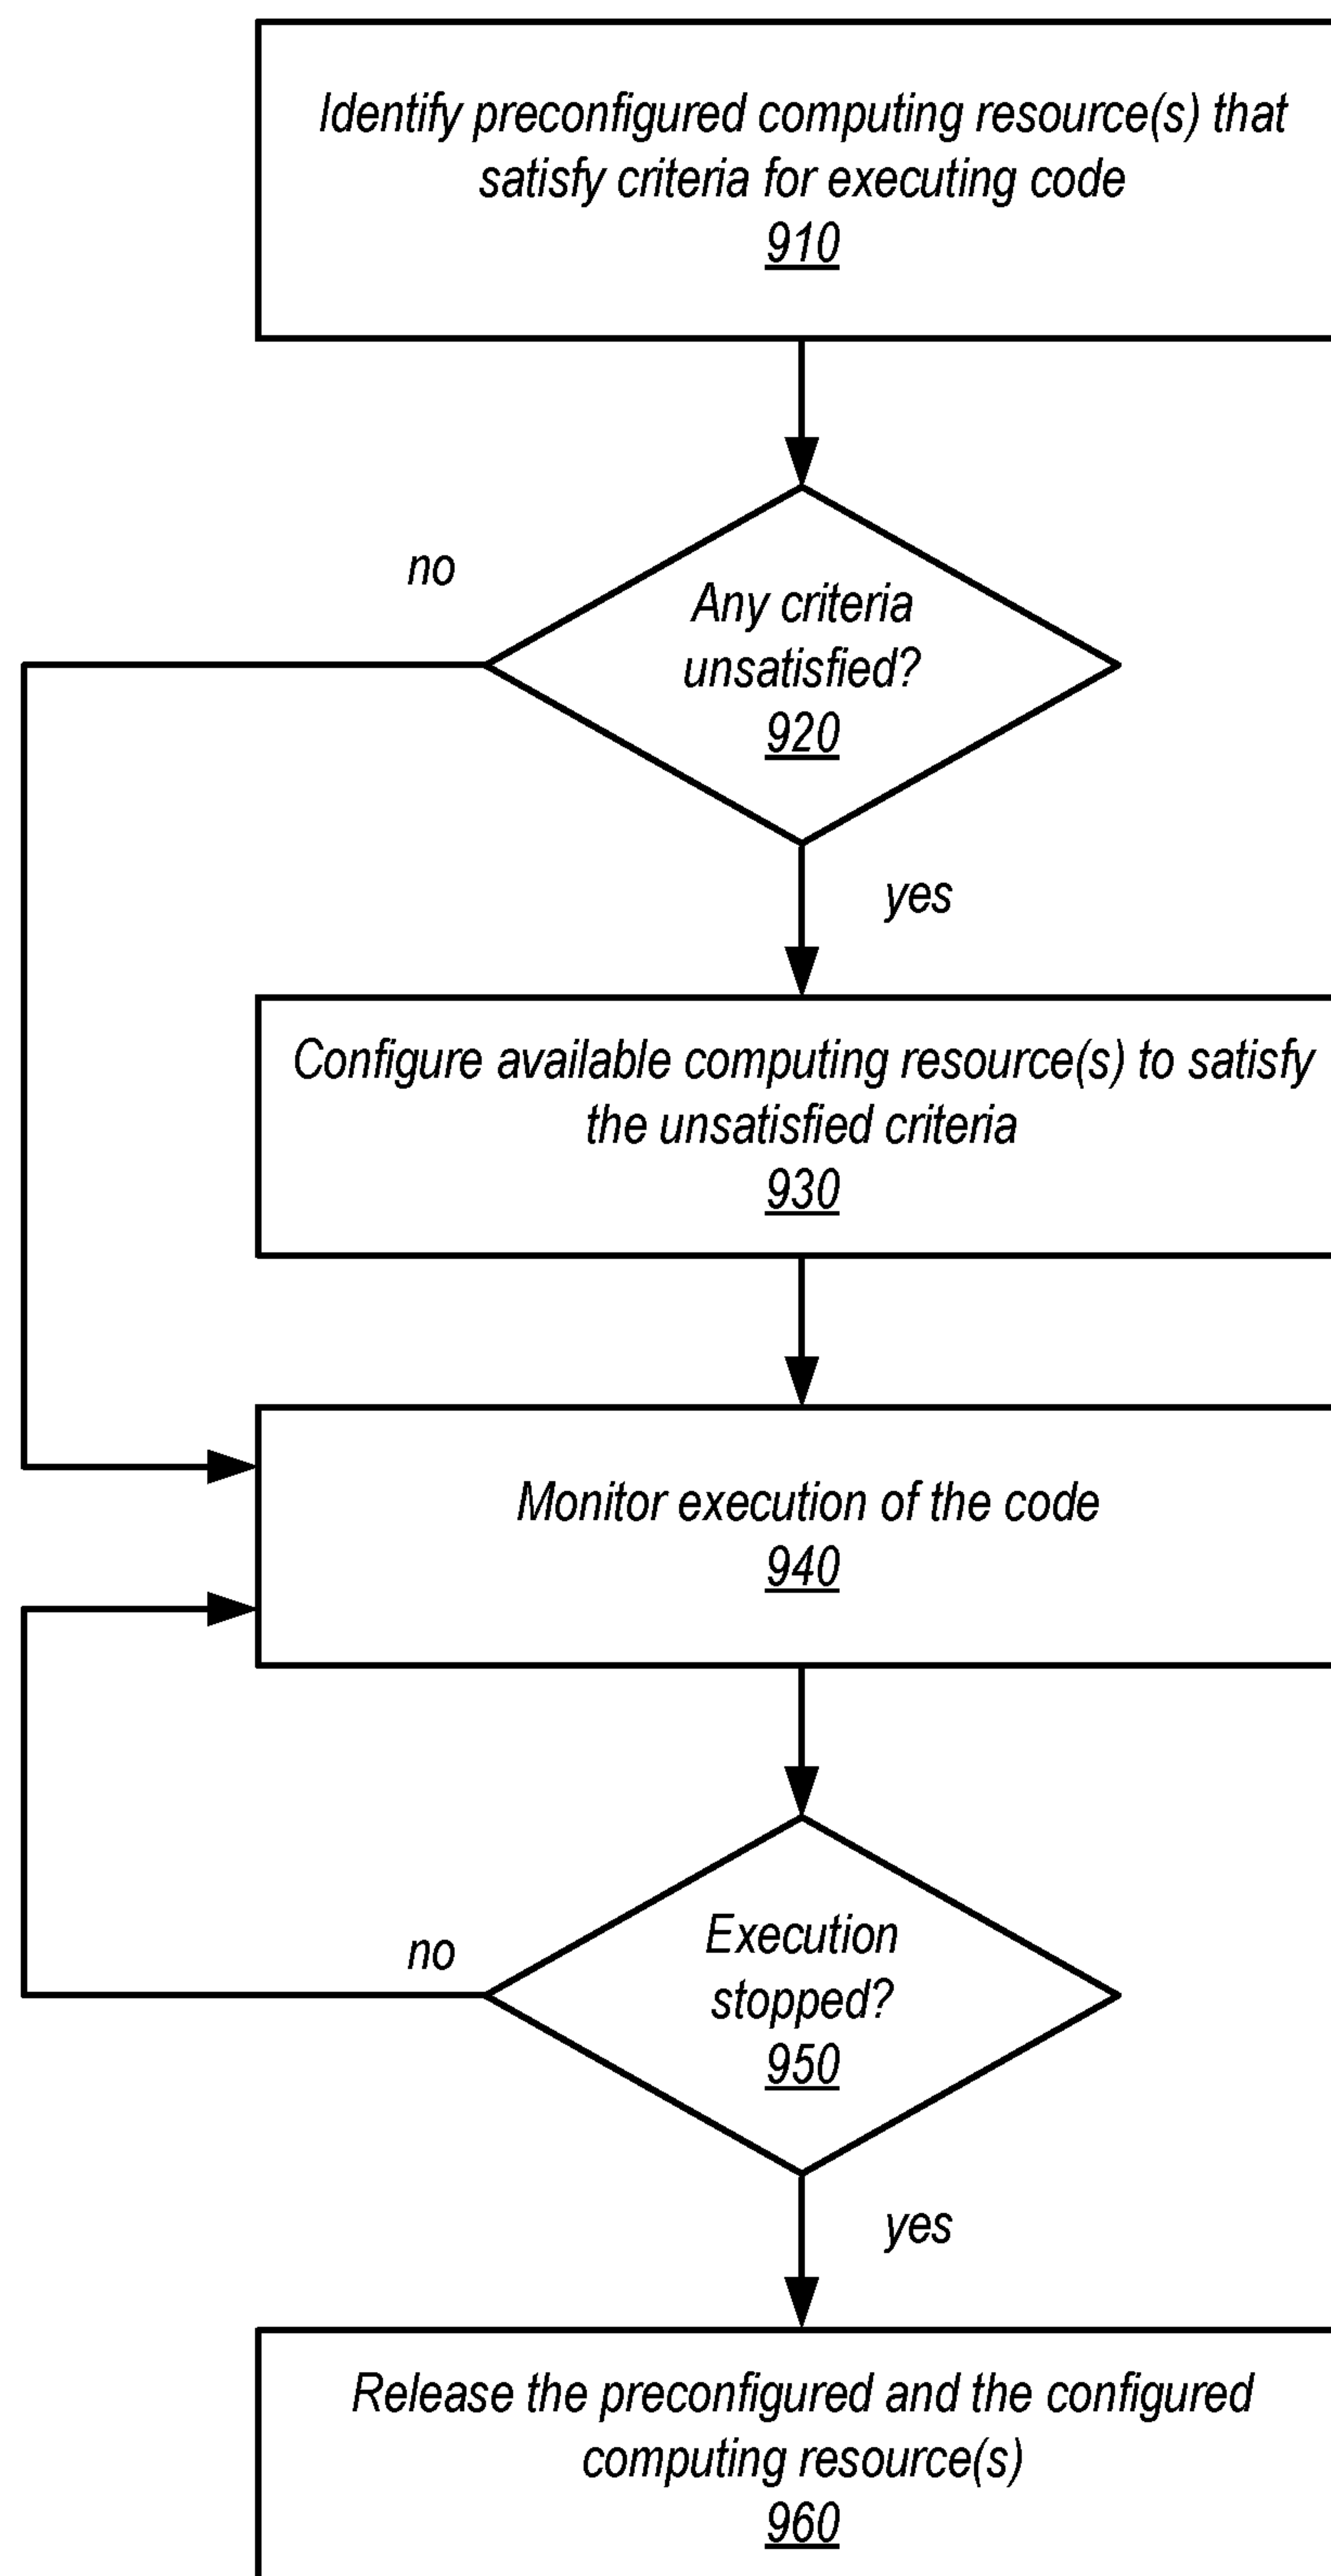 Identify preconfigured computing resource(s) that
satisfy criteria for executing code
910
no
Any criteria
unsatisfied?
920
yes
Configure available computing resource(s) to satisfy
the unsatisfied criteria
930
Monitor execution of the code
940
no
Execution
stopped?
950
yes
Release the preconfigured and the configured
computing resource(s)
960